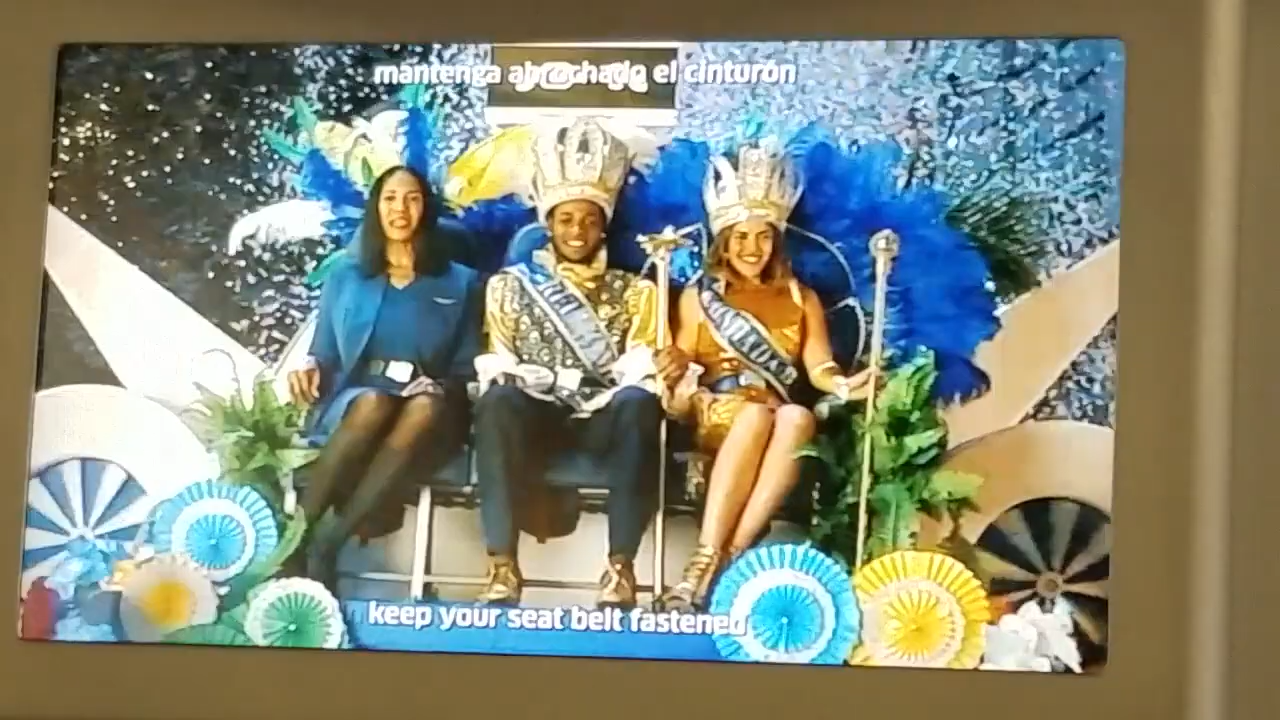 mantenga abrochado el cinturón
keep your seat belt fastened